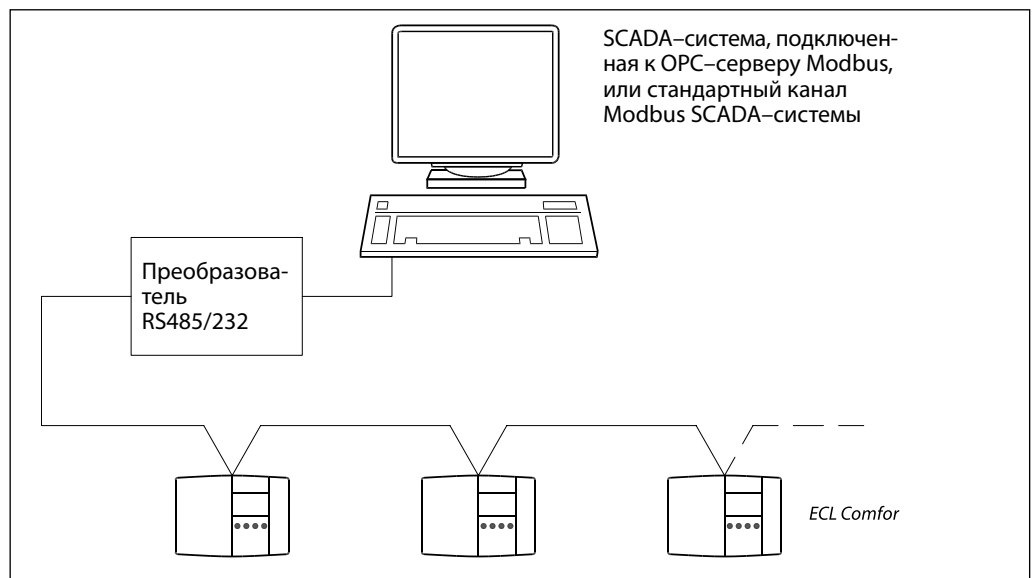 SCADA–система, подключен-
ная к OPC–серверу Modbus,
или стандартный канал
Modbus SCADA–системы
Преобразова-
тель
RS485/232
ECL Comfor